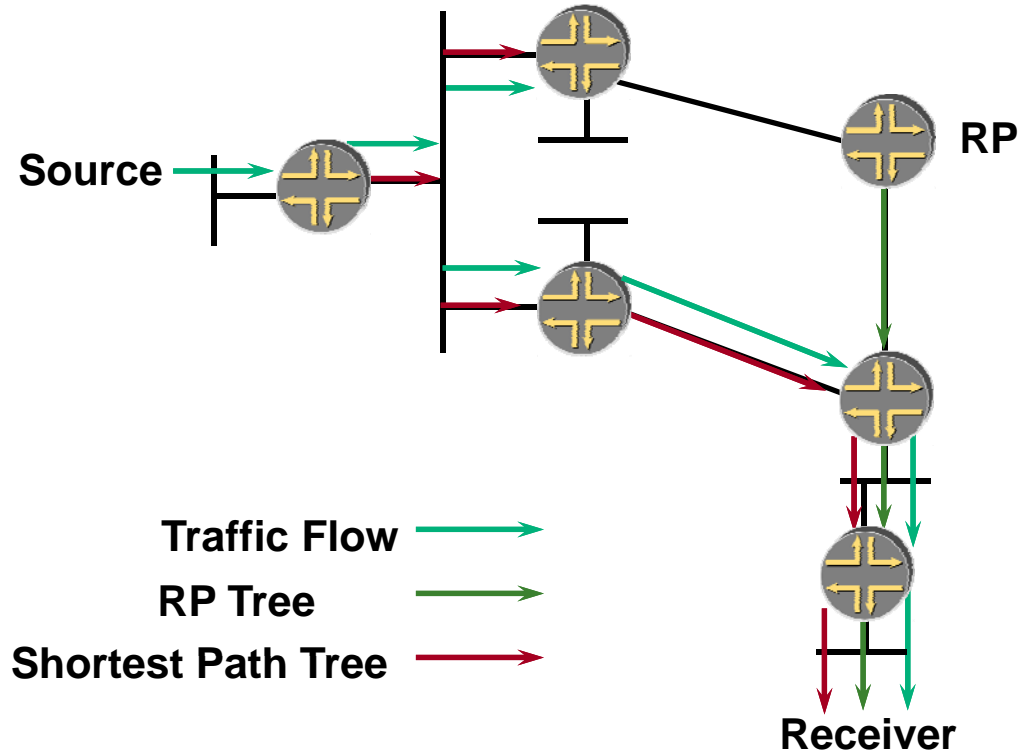 RP
Source
Traffic Flow
RP Tree
Shortest Path Tree
Receiver